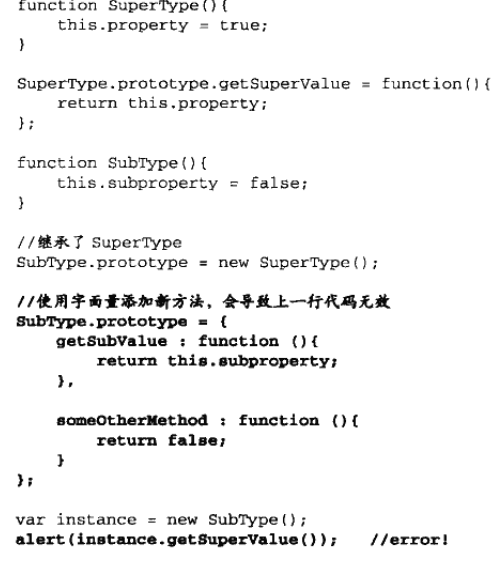 function SuperType(){
    this.property = true;
}

SuperType.prototype.getSuperValue = function(){
    return this.property;
};

function SubType(){
    this.subproperty = false;
}

//继承了 SuperType
SubType.prototype = new SuperType();

//使用字面量添加新方法，会导致上一行代码无效
SubType.prototype = {
    getSubValue : function (){
        return this.subproperty;
    },

    someOtherMethod : function (){
        return false;
    }
};

var instance = new SubType();
alert(instance.getSuperValue());   //error!